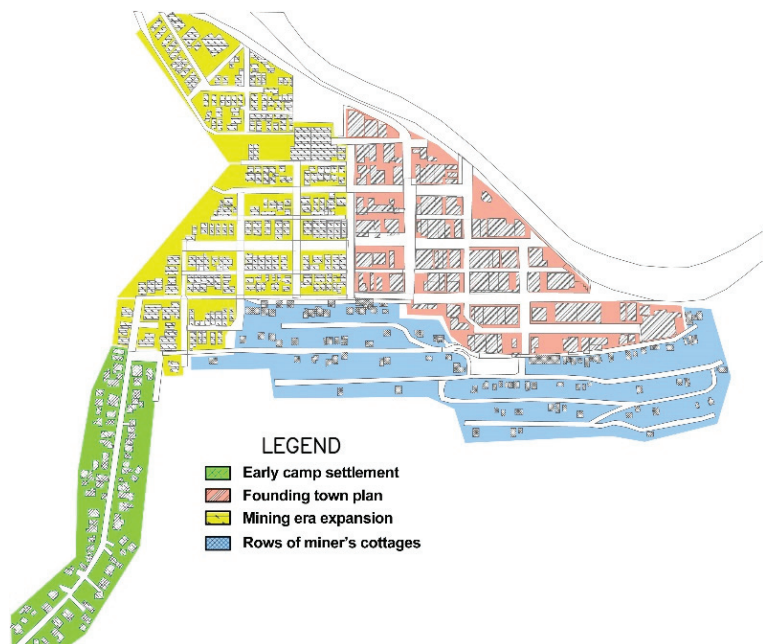 LEGEND
Early camp settlement
Founding town plan
Mining era expansion
Rows of miner's cottages